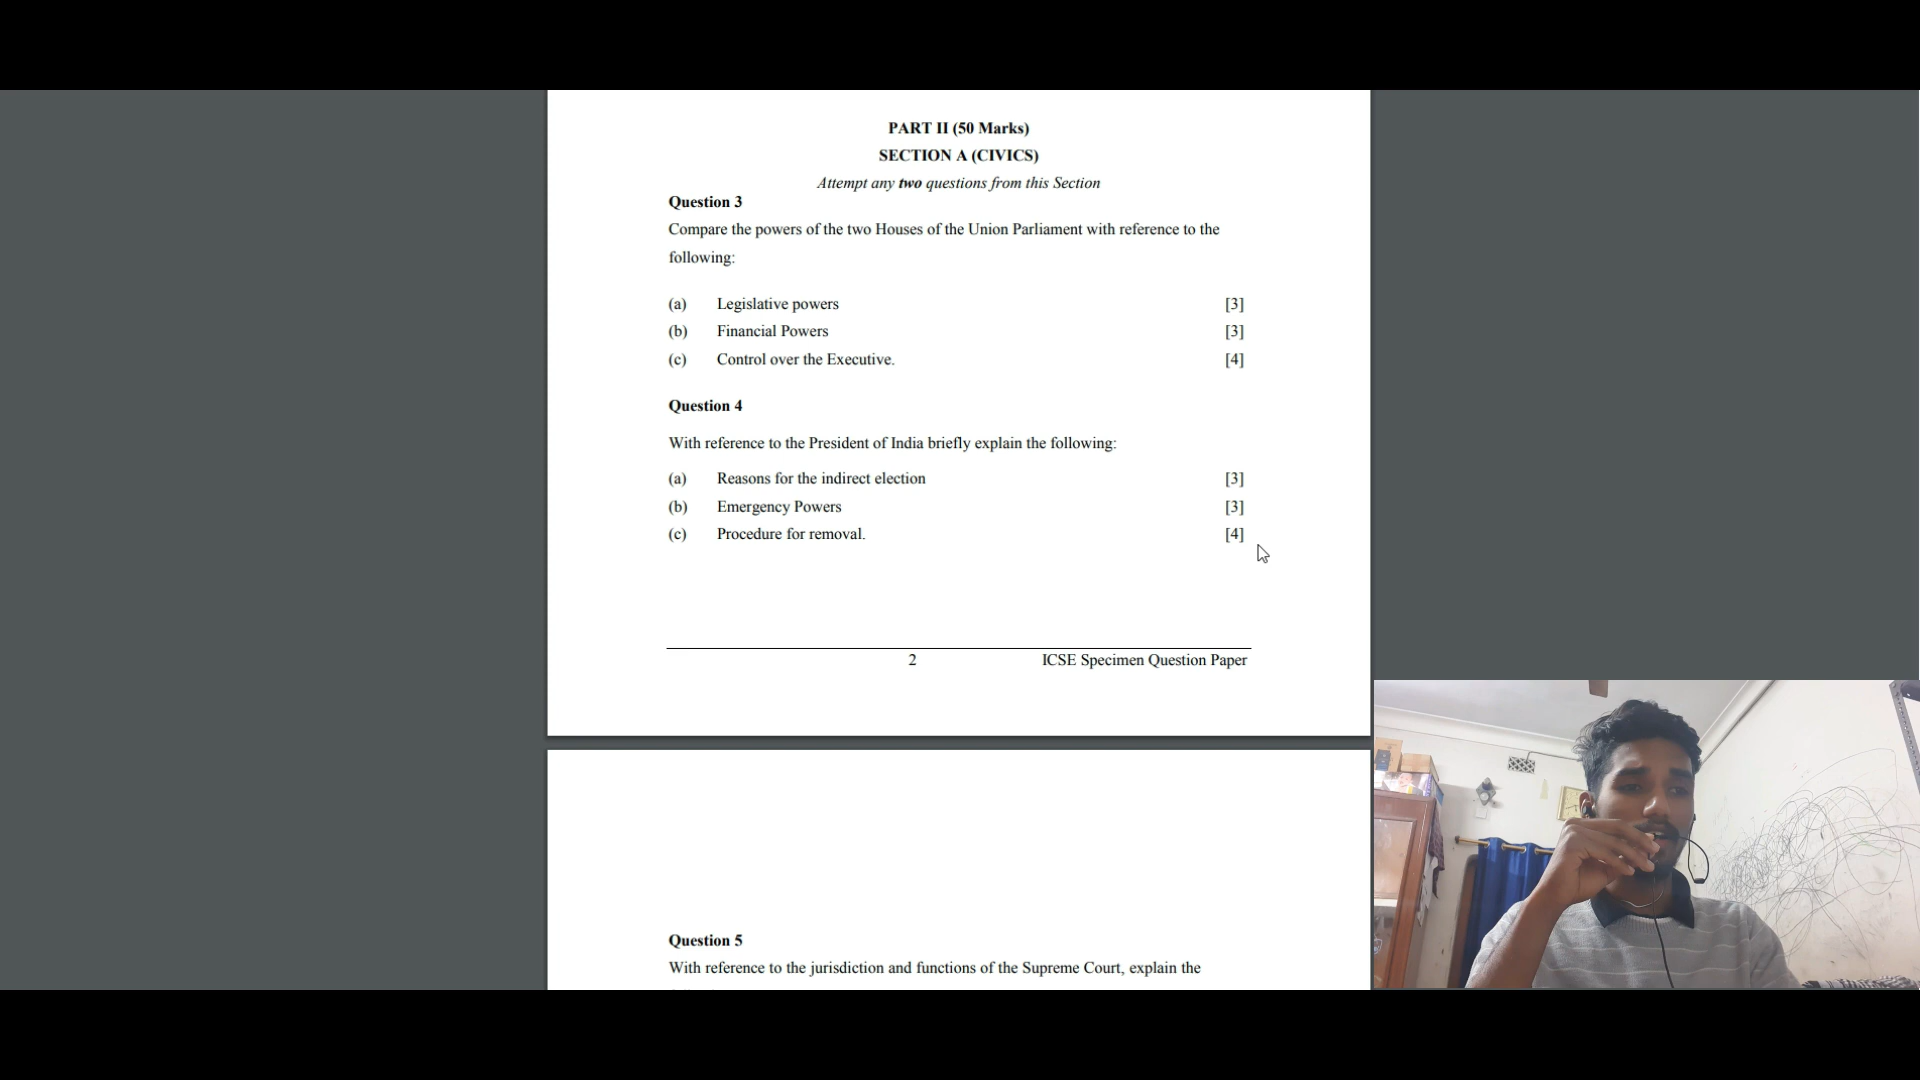 PART II (50 Marks)
SECTION A (CIVICS)
Attempt any two questions from this Section
Question 3
Compare the powers of the two Houses of the Union Parliament with reference to the
following:
(a) Legislative powers [3]
(b) Financial Powers [3]
(c) Control over the Executive. [4]
Question 4
With reference to the President of India briefly explain the following:
(a) Reasons for the indirect election [3]
(b) Emergency Powers [3]
(c) Procedure for removal. [4]
2 ICSE Specimen Question Paper
Question 5
With reference to the jurisdiction and functions of the Supreme Court, explain the